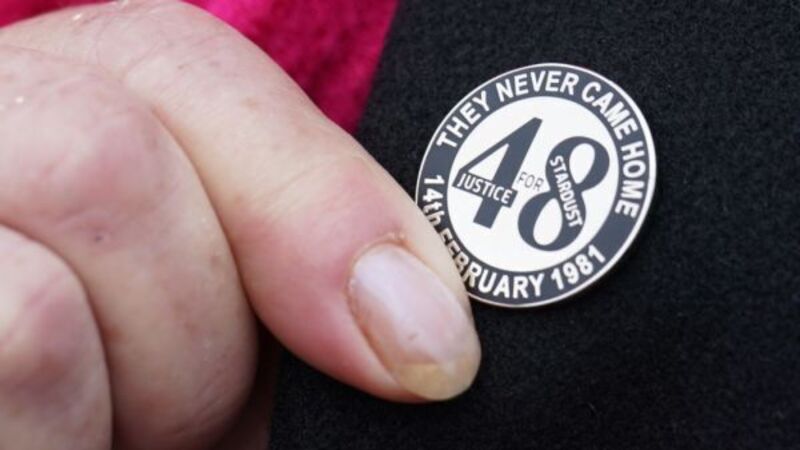 THEY NEVER CAME HOME
48
JUSTICE
FOR
STARDUST
14th FEBRUARY 1981